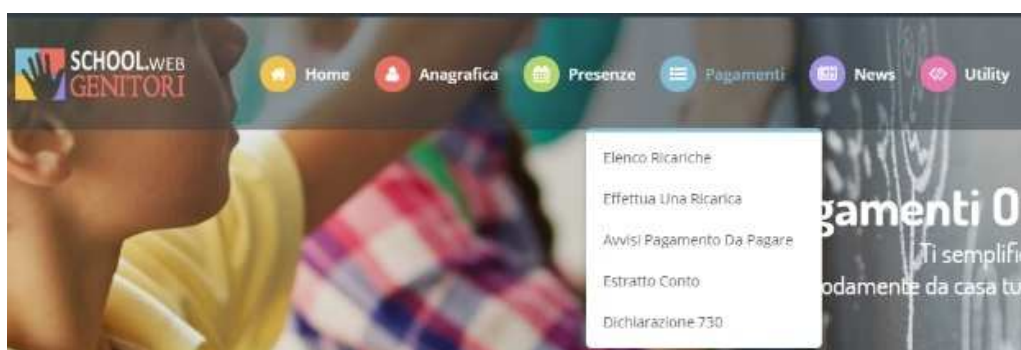 SCHOOL.WEB
GENITORI
Home
Anagrafica
Presenze
Pagamenti
News
Utility
Elenco Ricariche
Effettua Una Ricarica
Avvisi Pagamento Da Pagare
Estratto Conto
Dichiarazione 730
gamenti O
Ti semplifi
odamente da casa tu